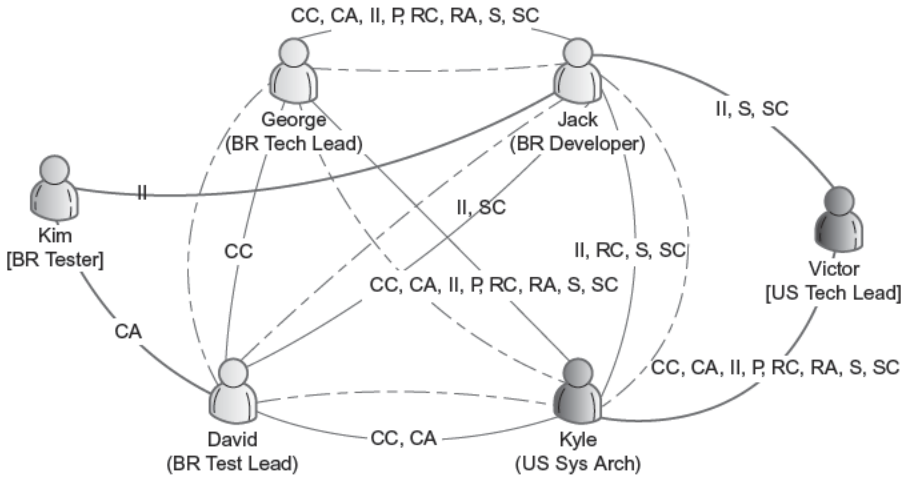 CC, CA, II, P, RC, RA, S, SC
George
(BR Tech Lead)
Jack
(BR Developer)
II, S, SC
II
Kim
[BR Tester]
II, SC
CC
II, RC, S, SC
Victor
[US Tech Lead]
CC, CA, II, P, RC, RA, S, SC
CA
CC, CA, II, P, RC, RA, S, SC
David
(BR Test Lead)
CC, CA
Kyle
(US Sys Arch)